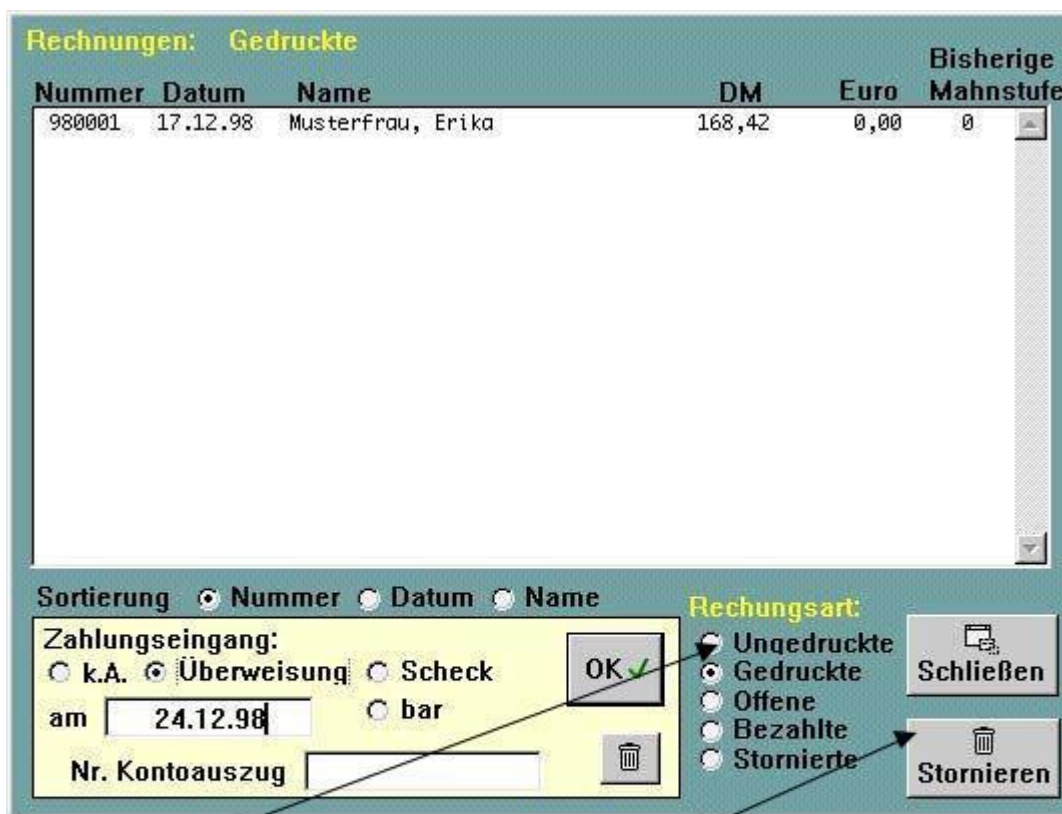 Rechnungen: Gedruckte
Bisherige
Nummer Datum Name DM Euro Mahnstufe
980001 17.12.98 Musterfrau, Erika 168,42 0,00 0
Sortierung Nummer Datum Name
Zahlungseingang:
k.A. Überweisung Scheck
am 24.12.98 bar
Nr. Kontoauszug
OK
Rechungsart:
Ungedruckte
Gedruckte
Offene
Bezahlte
Stornierte
Schließen
Stornieren